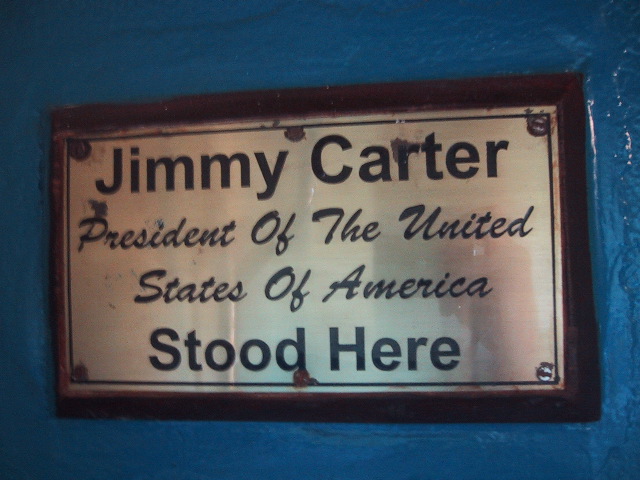 Jimmy Carter
President Of The United
States Of America
Stood Here